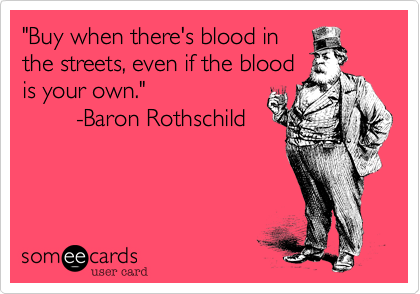 "Buy when there's blood in
the streets, even if the blood
is your own."
-Baron Rothschild
someecards
user card